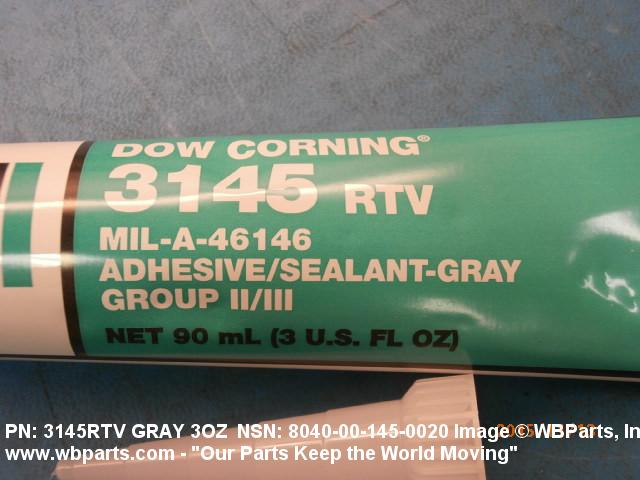 DOW CORNING®
3145 RTV
MIL-A-46146
ADHESIVE/SEALANT-GRAY
GROUP II/III
NET 90 mL (3 U.S. FL OZ)
PN: 3145RTV GRAY 3OZ NSN: 8040-00-145-0020 Image © WBParts, In
www.wbparts.com - "Our Parts Keep the World Moving"